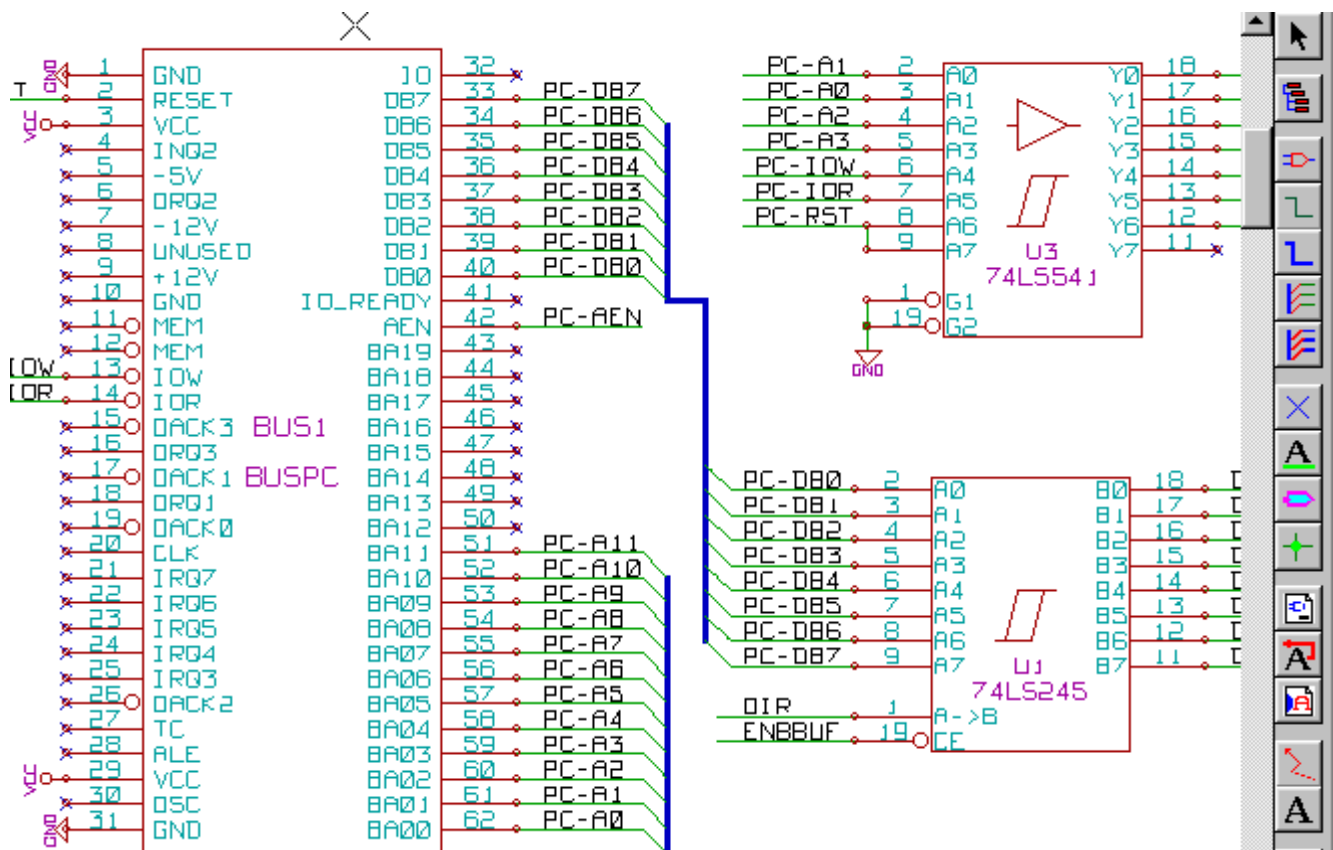 GND 1 GND IO 32
T 2 RESET DB7 33 PC-DB7
VCC 3 VCC DB6 34 PC-DB6
4 INQ2 DB5 35 PC-DB5
5 -5V DB4 36 PC-DB4
6 DRQ2 DB3 37 PC-DB3
7 -12V DB2 38 PC-DB2
8 UNUSED DB1 39 PC-DB1
9 +12V DB0 40 PC-DB0
10 GND IO_READY 41
11 MEM AEN 42 PC-AEN
12 MEM BA19 43
IOW 13 IOW BA18 44
IOR 14 IOR BA17 45
15 DACK3 BUS1 BA16 46
16 DRQ3 BA15 47
17 DACK1 BUSPC BA14 48
18 DRQ1 BA13 49
19 DACK0 BA12 50
20 CLK BA11 51 PC-A11
21 IRQ7 BA10 52 PC-A10
22 IRQ6 BA09 53 PC-A9
23 IRQ5 BA08 54 PC-A8
24 IRQ4 BA07 55 PC-A7
25 IRQ3 BA06 56 PC-A6
26 DACK2 BA05 57 PC-A5
27 TC BA04 58 PC-A4
28 ALE BA03 59 PC-A3
VCC 29 VCC BA02 60 PC-A2
30 OSC BA01 61 PC-A1
GND 31 GND BA00 62 PC-A0
PC-A1 2 A0 Y0 18
PC-A0 3 A1 Y1 17
PC-A2 4 A2 Y2 16
PC-A3 5 A3 Y3 15
PC-IOW 6 A4 Y4 14
PC-IOR 7 A5 Y5 13
PC-RST 8 A6 Y6 12
9 A7 Y7 11
U3
74LS541
1 G1
19 G2
GND
PC-DB0 2 A0 B0 18 D
PC-DB1 3 A1 B1 17 D
PC-DB2 4 A2 B2 16 D
PC-DB3 5 A3 B3 15 D
PC-DB4 6 A4 B4 14 D
PC-DB5 7 A5 B5 13 D
PC-DB6 8 A6 B6 12 D
PC-DB7 9 A7 B7 11 D
U1
74LS245
DIR 1 A->B
ENBBUF 19 CE
A
A
A
A